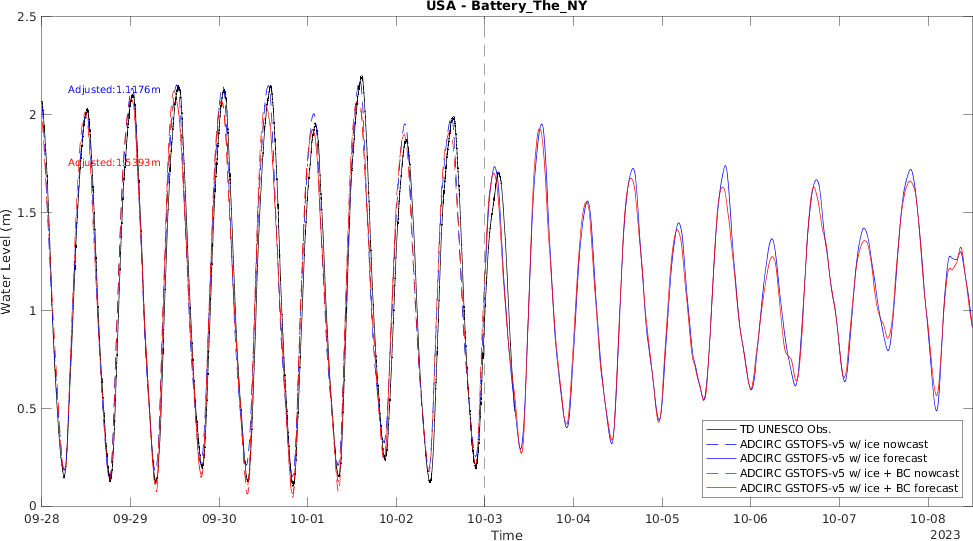 USA - Battery_The_NY
2.5
2
1.5
1
0.5
0
Water Level (m)
Adjusted:1.1176m
Adjusted:1.5393m
TD UNESCO Obs.
ADCIRC GSTOFS-v5 w/ ice nowcast
ADCIRC GSTOFS-v5 w/ ice forecast
ADCIRC GSTOFS-v5 w/ ice + BC nowcast
ADCIRC GSTOFS-v5 w/ ice + BC forecast
09-28 09-29 09-30 10-01 10-02 10-03 10-04 10-05 10-06 10-07 10-08
Time
2023